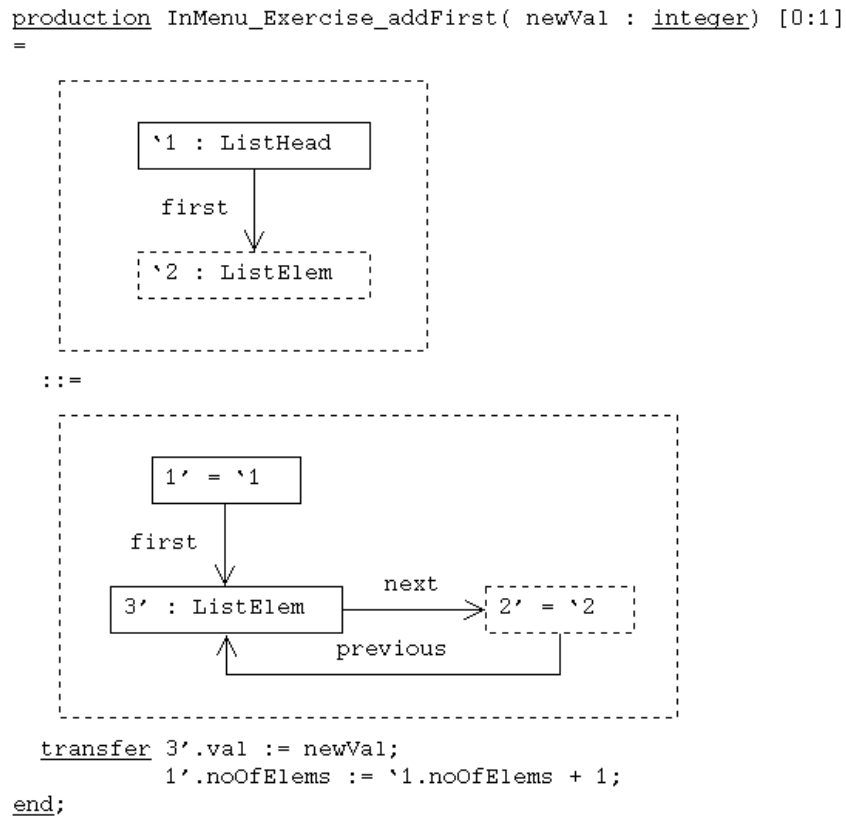 production InMenu_Exercise_addFirst( newVal : integer) [0:1]
=
‵1 : ListHead
first
‵2 : ListElem
::=
1′ = ‵1
first
3' : ListElem
next
2′ = ‵2
previous
transfer 3′.val := newVal;
1′.noOfElems := ‵1.noOfElems + 1;
end;